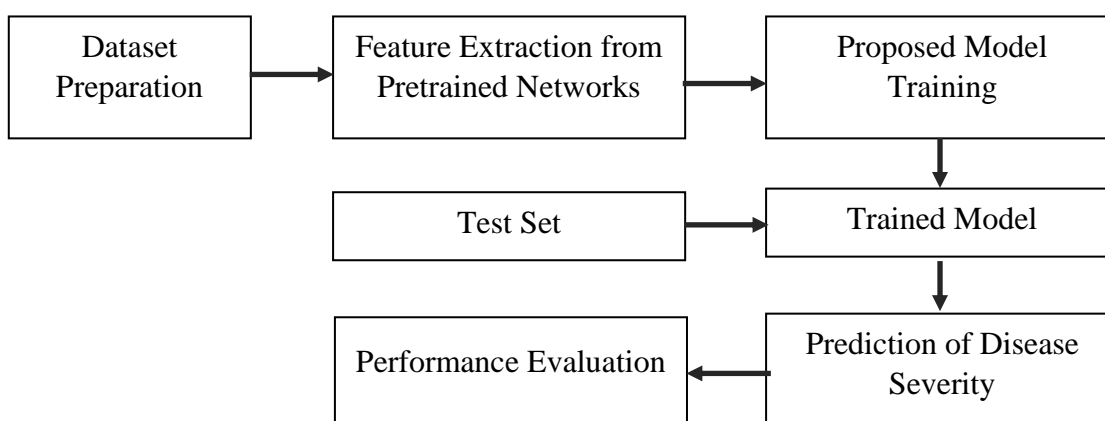 Dataset
Preparation
Feature Extraction from
Pretrained Networks
Proposed Model
Training
Test Set
Trained Model
Performance Evaluation
Prediction of Disease
Severity